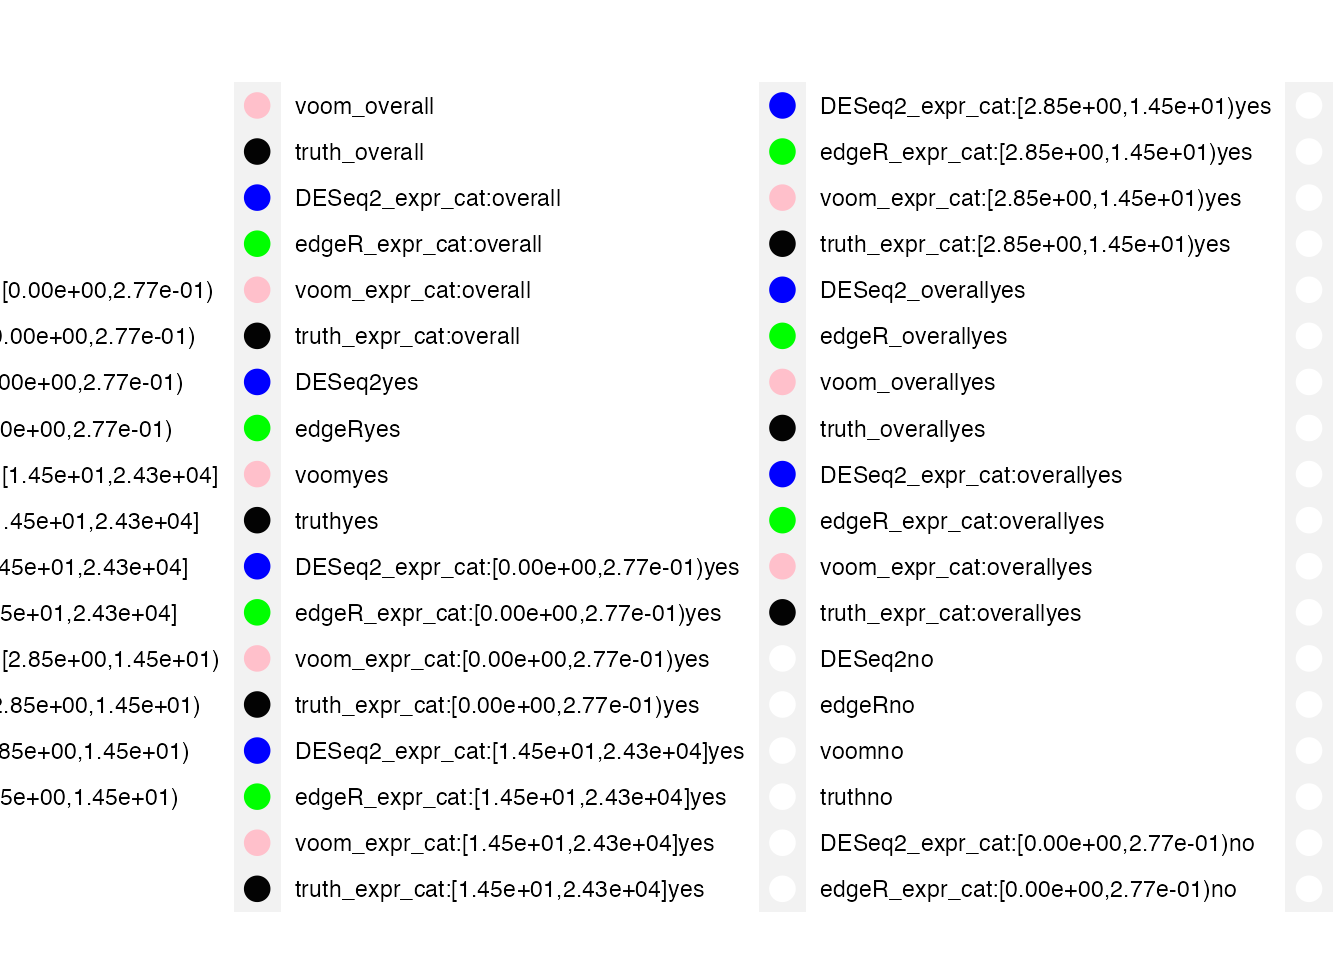 [0.00e+00,2.77e-01)
.00e+00,2.77e-01)
00e+00,2.77e-01)
0e+00,2.77e-01)
[1.45e+01,2.43e+04]
.45e+01,2.43e+04]
45e+01,2.43e+04]
5e+01,2.43e+04]
[2.85e+00,1.45e+01)
.85e+00,1.45e+01)
85e+00,1.45e+01)
5e+00,1.45e+01)
voom_overall
truth_overall
DESeq2_expr_cat:overall
edgeR_expr_cat:overall
voom_expr_cat:overall
truth_expr_cat:overall
DESeq2yes
edgeRyes
voomyes
truthyes
DESeq2_expr_cat:[0.00e+00,2.77e-01)yes
edgeR_expr_cat:[0.00e+00,2.77e-01)yes
voom_expr_cat:[0.00e+00,2.77e-01)yes
truth_expr_cat:[0.00e+00,2.77e-01)yes
DESeq2_expr_cat:[1.45e+01,2.43e+04]yes
edgeR_expr_cat:[1.45e+01,2.43e+04]yes
voom_expr_cat:[1.45e+01,2.43e+04]yes
truth_expr_cat:[1.45e+01,2.43e+04]yes
DESeq2_expr_cat:[2.85e+00,1.45e+01)yes
edgeR_expr_cat:[2.85e+00,1.45e+01)yes
voom_expr_cat:[2.85e+00,1.45e+01)yes
truth_expr_cat:[2.85e+00,1.45e+01)yes
DESeq2_overallyes
edgeR_overallyes
voom_overallyes
truth_overallyes
DESeq2_expr_cat:overallyes
edgeR_expr_cat:overallyes
voom_expr_cat:overallyes
truth_expr_cat:overallyes
DESeq2no
edgeRno
voomno
truthno
DESeq2_expr_cat:[0.00e+00,2.77e-01)no
edgeR_expr_cat:[0.00e+00,2.77e-01)no